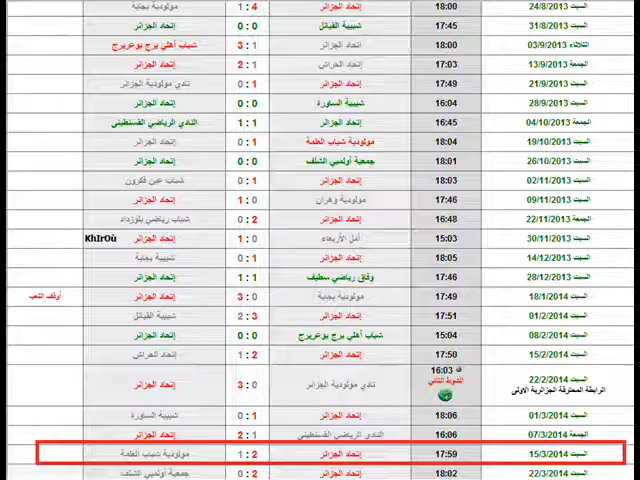 السبت 24/8/2013 18:00 إتحاد الجزائر 4 : 1 مولودية بجاية
السبت 31/8/2013 17:45 شبيبة القبائل 0 : 0 إتحاد الجزائر
الثلاثاء 03/9/2013 18:00 إتحاد الجزائر 1 : 3 شباب أهلي برج بوعريريج
الجمعة 13/9/2013 17:03 إتحاد الحراش 1 : 2 إتحاد الجزائر
السبت 21/9/2013 17:49 إتحاد الجزائر 1 : 0 نادي مولودية الجزائر
السبت 28/9/2013 16:04 شبيبة الساورة 0 : 0 إتحاد الجزائر
الجمعة 04/10/2013 16:45 إتحاد الجزائر 1 : 1 النادي الرياضي القسنطيني
السبت 19/10/2013 18:04 مولودية شباب العلمة 1 : 0 إتحاد الجزائر
السبت 26/10/2013 18:01 جمعية أولمبي الشلف 0 : 0 إتحاد الجزائر
السبت 02/11/2013 18:03 إتحاد الجزائر 1 : 0 شباب عين فكرون
السبت 09/11/2013 17:46 مولودية وهران 0 : 1 إتحاد الجزائر
الجمعة 22/11/2013 16:48 إتحاد الجزائر 2 : 0 شباب رياضي بلوزداد
السبت 30/11/2013 15:03 أمل الأربعاء 0 : 1 إتحاد الجزائر KhIrOù
السبت 14/12/2013 18:05 إتحاد الجزائر 1 : 0 شبيبة بجاية
السبت 28/12/2013 17:46 وفاق رياضي سطيف 1 : 1 إتحاد الجزائر
السبت 18/1/2014 17:49 مولودية بجاية 0 : 3 إتحاد الجزائر أوقف اللعب
السبت 01/2/2014 17:51 إتحاد الجزائر 3 : 2 شبيبة القبائل
السبت 08/2/2014 15:04 شباب أهلي برج بوعريريج 0 : 0 إتحاد الجزائر
السبت 15/2/2014 17:50 إتحاد الجزائر 2 : 1 إتحاد الحراش
السبت 22/2/2014 16:03 نادي مولودية الجزائر 0 : 3 إتحاد الجزائر
الرابطة المحترفة الجزائرية الاولى الشوط الثاني
السبت 01/3/2014 18:06 إتحاد الجزائر 1 : 0 شبيبة الساورة
الجمعة 07/3/2014 16:06 النادي الرياضي القسنطيني 1 : 2 إتحاد الجزائر
السبت 15/3/2014 17:59 إتحاد الجزائر 2 : 1 مولودية شباب العلمة
السبت 22/3/2014 18:02 إتحاد الجزائر 2 : 0 جمعية أولمبي الشلف